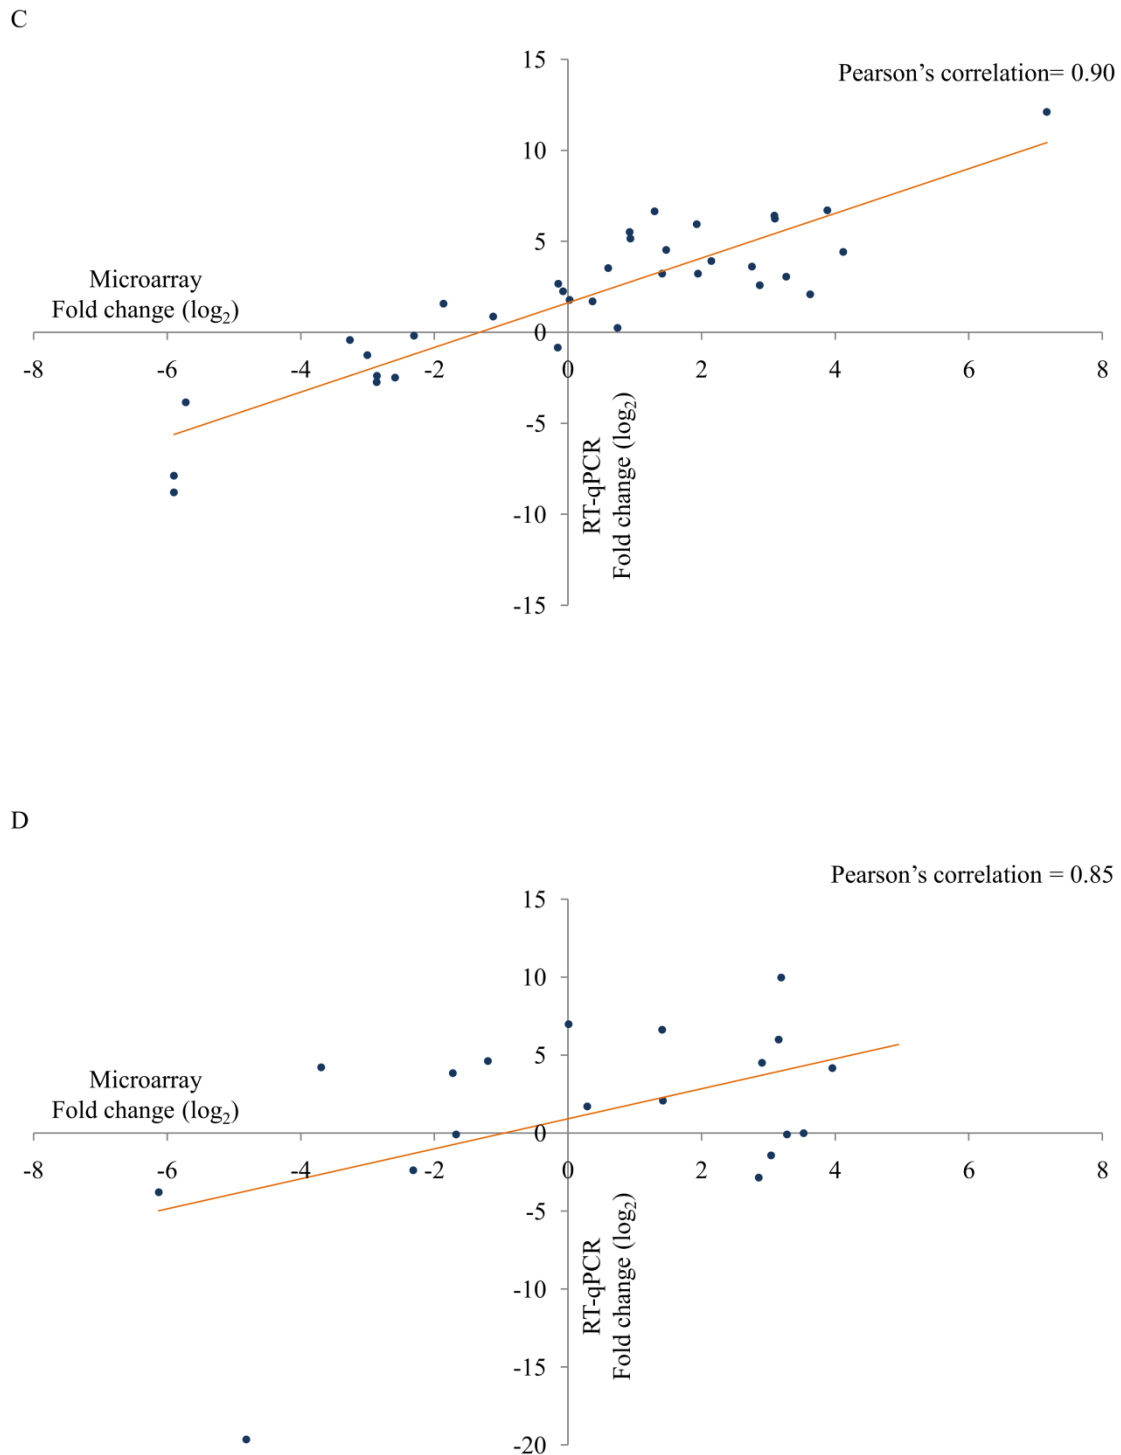 C
Pearson's correlation= 0.90
15
10
5
0
-5
-10
-15
Microarray
Fold change (log₂)
-8
-6
-4
-2
0
2
4
6
8
RT-qPCR
Fold change (log₂)
D
Pearson's correlation = 0.85
15
10
5
0
-5
-10
-15
-20
Microarray
Fold change (log₂)
-8
-6
-4
-2
0
2
4
6
8
RT-qPCR
Fold change (log₂)